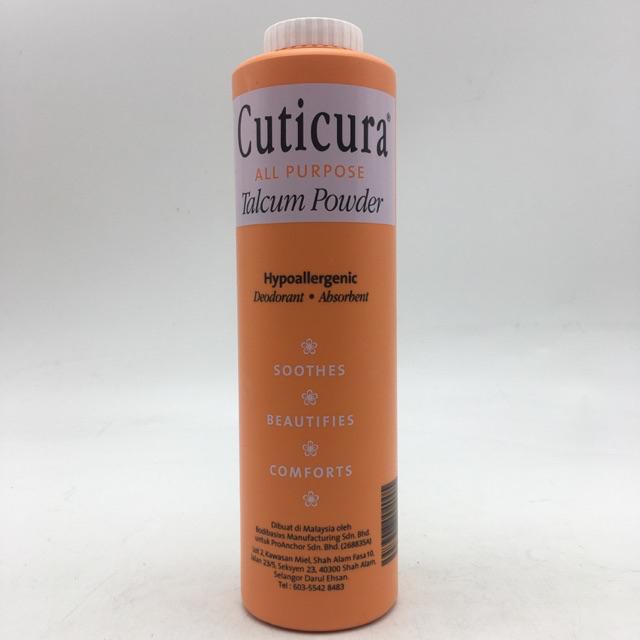 Cuticura®
ALL PURPOSE
Talcum Powder
Hypoallergenic
Deodorant • Absorbent
SOOTHES
BEAUTIFIES
COMFORTS
Dibuat di Malaysia oleh
Bodibasixs Manufacturing Sdn. Bhd.
untuk ProAnchor Sdn. Bhd. (268835A)
Lot 2, Kawasan Miel, Shah Alam Fasa 10,
Jalan 23/5, Seksyen 23, 40300 Shah Alam,
Selangor Darul Ehsan.
Tel : 603-5542 8483